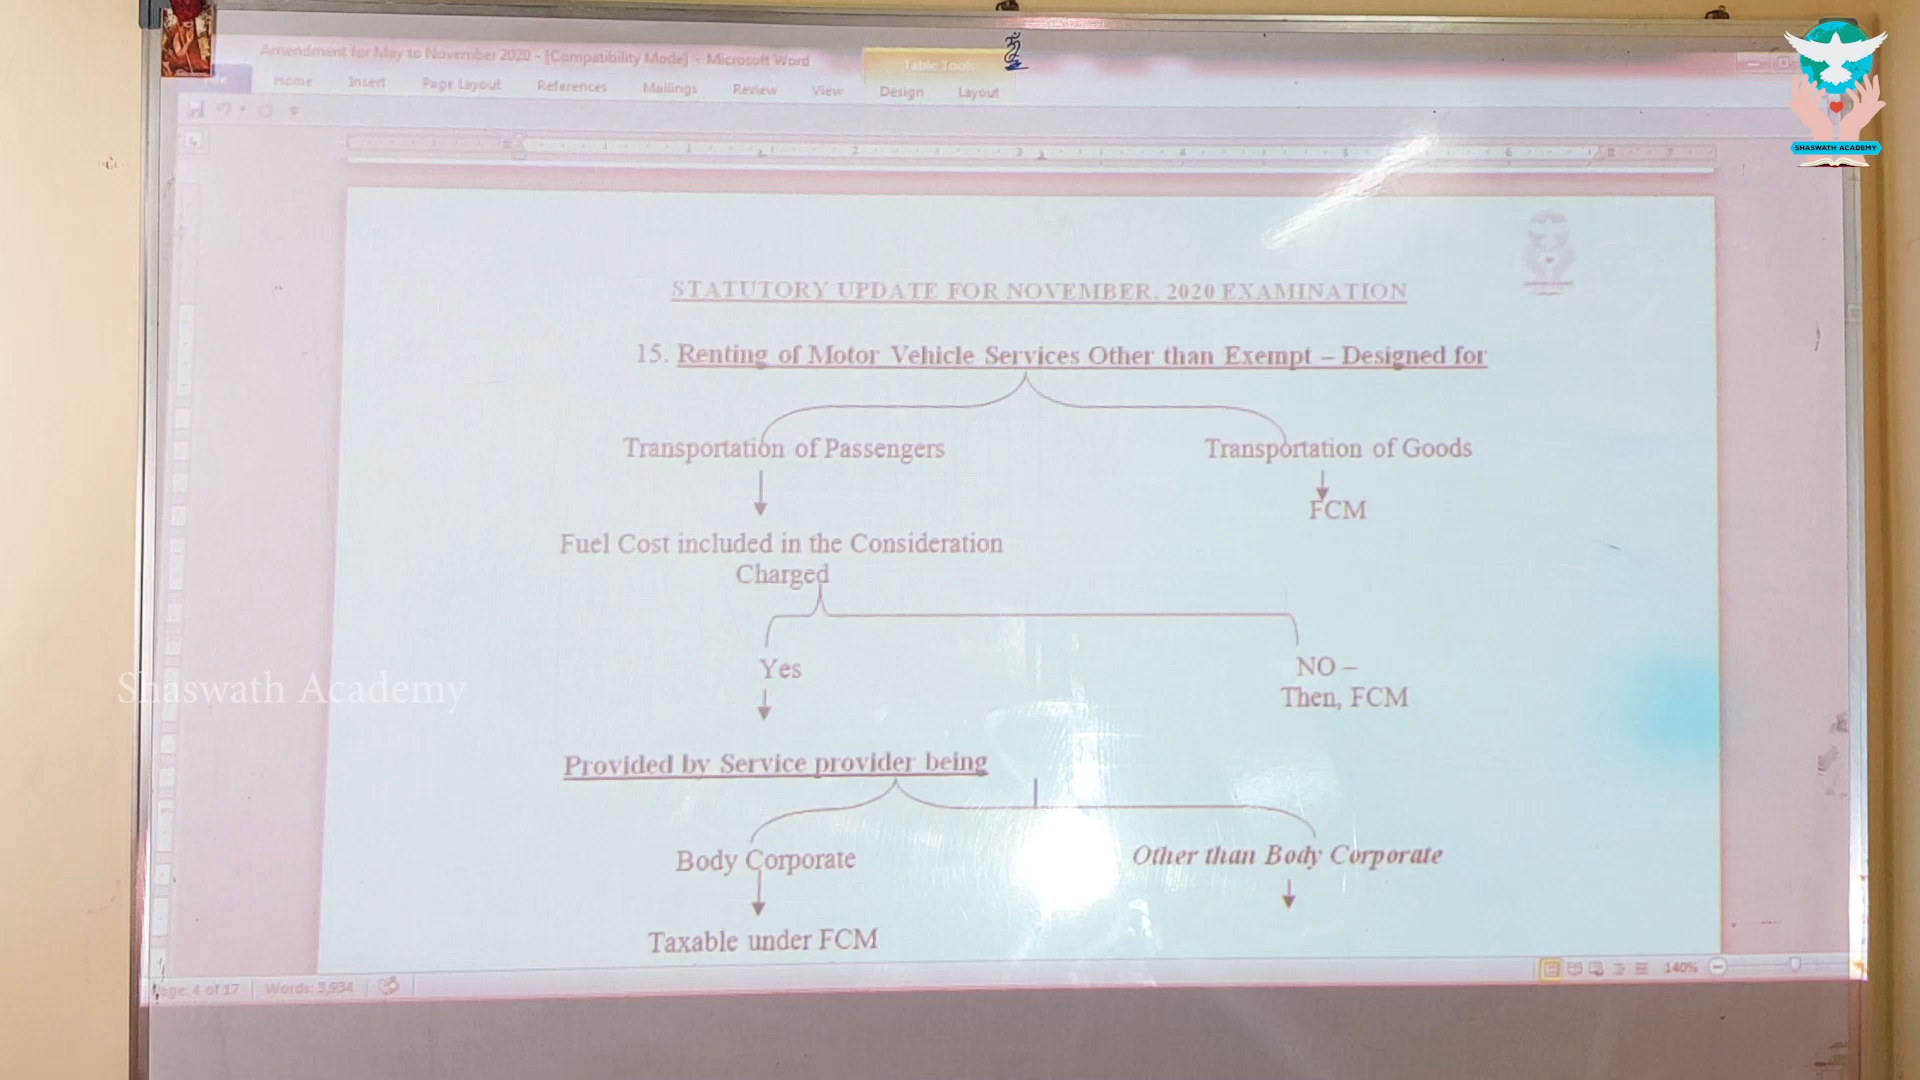 Amendment for May to November 2020 - [Compatibility Mode] - Microsoft Word
Table Tools
Home Insert Page Layout References Mailings Review View Design Layout
SHASWATH ACADEMY
STATUTORY UPDATE FOR NOVEMBER, 2020 EXAMINATION
15. Renting of Motor Vehicle Services Other than Exempt – Designed for
Transportation of Passengers Transportation of Goods
FCM
Fuel Cost included in the Consideration
Charged
Yes NO –
Then, FCM
Shaswath Academy
Provided by Service provider being
Body Corporate Other than Body Corporate
Taxable under FCM
Page: 4 of 17 Words: 3,934 140%